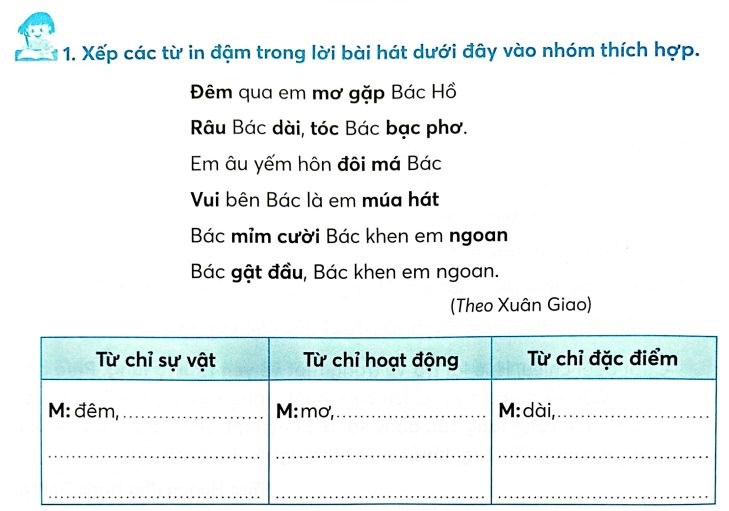 1. Xếp các từ in đậm trong lời bài hát dưới đây vào nhóm thích hợp.
Đêm qua em mơ gặp Bác Hồ
Râu Bác dài, tóc Bác bạc phơ.
Em âu yếm hôn đôi má Bác
Vui bên Bác là em múa hát
Bác mỉm cười Bác khen em ngoan
Bác gật đầu, Bác khen em ngoan.
(Theo Xuân Giao)
Từ chỉ sự vật Từ chỉ hoạt động Từ chỉ đặc điểm
M: đêm,........................ M: mơ,........................ M: dài,........................